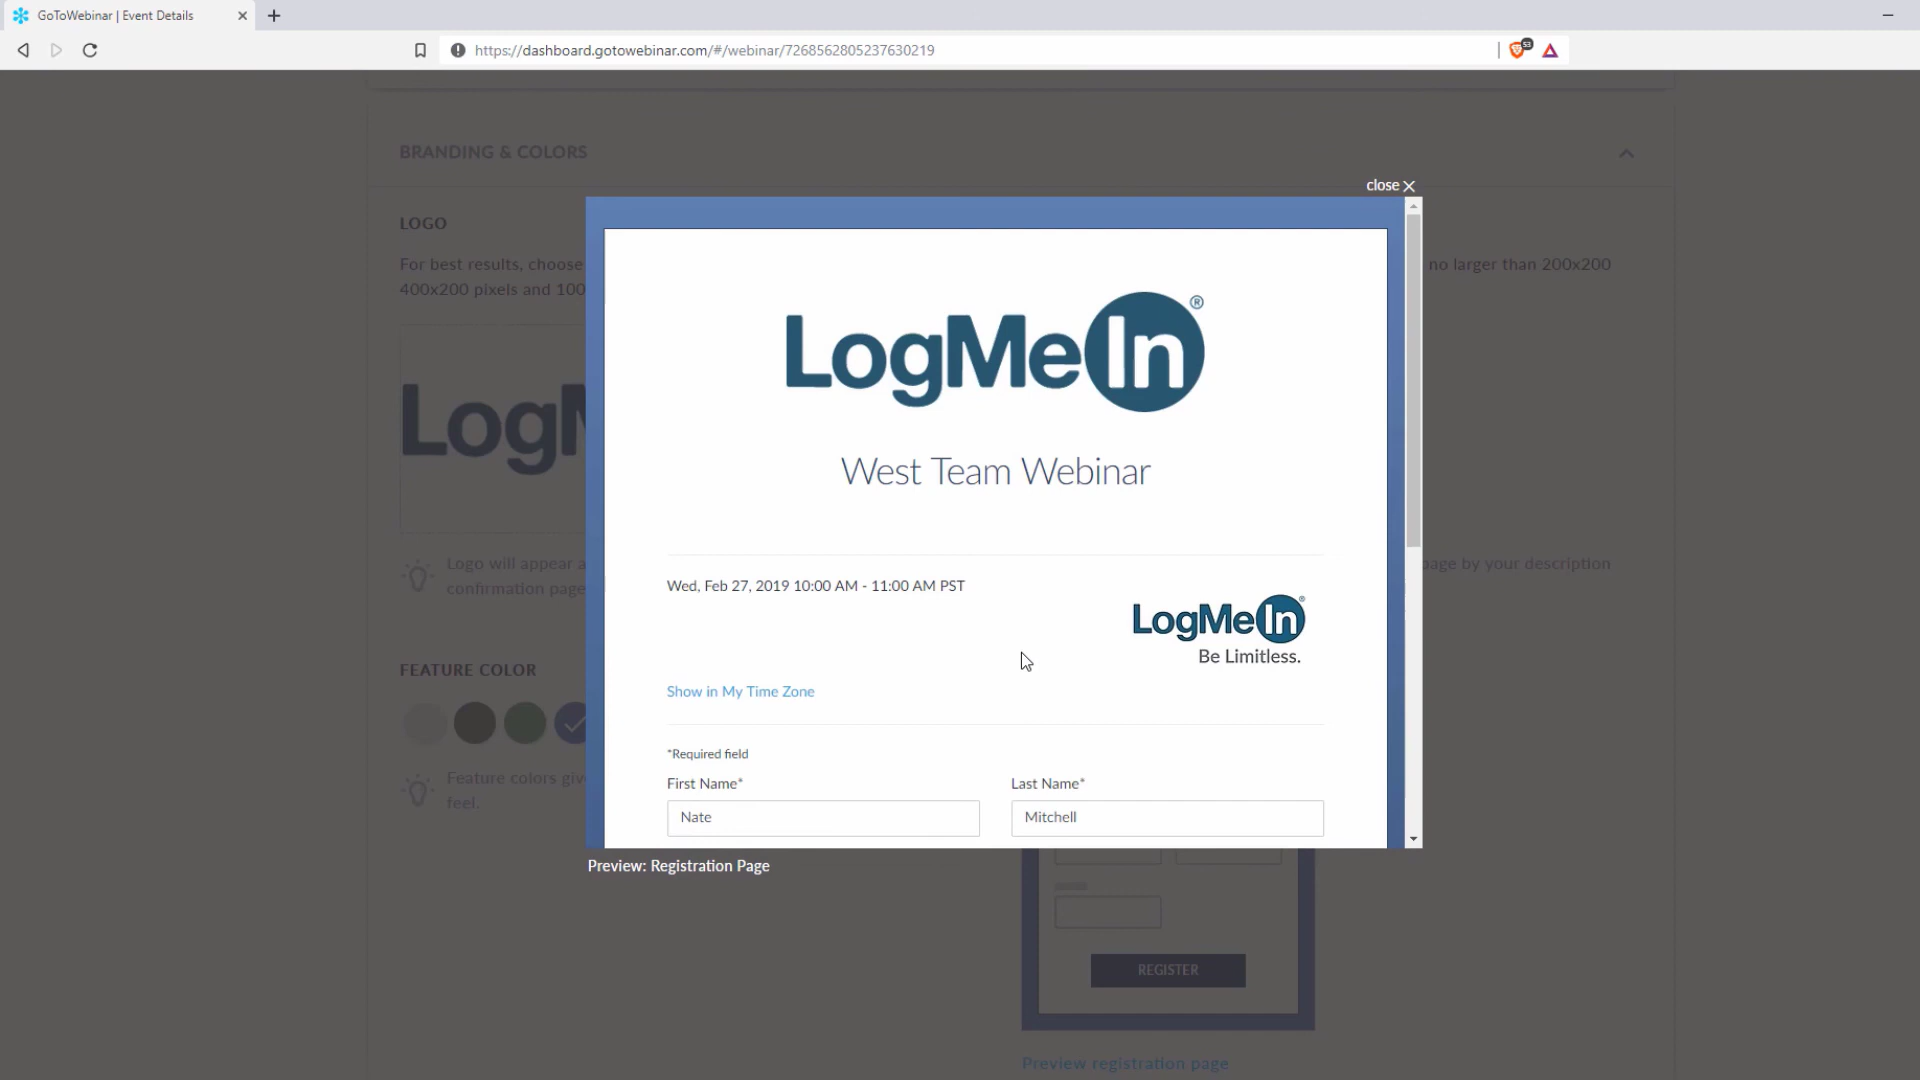 GoToWebinar | Event Details
https://dashboard.gotowebinar.com/#/webinar/7268562805237630219
53
BRANDING & COLORS
close
LOGO
For best results, choose
no larger than 200x200
400x200 pixels and 100
LogMeIn®
West Team Webinar
LogM
Wed, Feb 27, 2019 10:00 AM - 11:00 AM PST
LogMeIn®
Be Limitless.
Logo will appear a
page by your description
confirmation page
FEATURE COLOR
Show in My Time Zone
*Required field
First Name*
Last Name*
Feature colors giv
feel.
Nate
Mitchell
Preview: Registration Page
REGISTER
Preview registration page